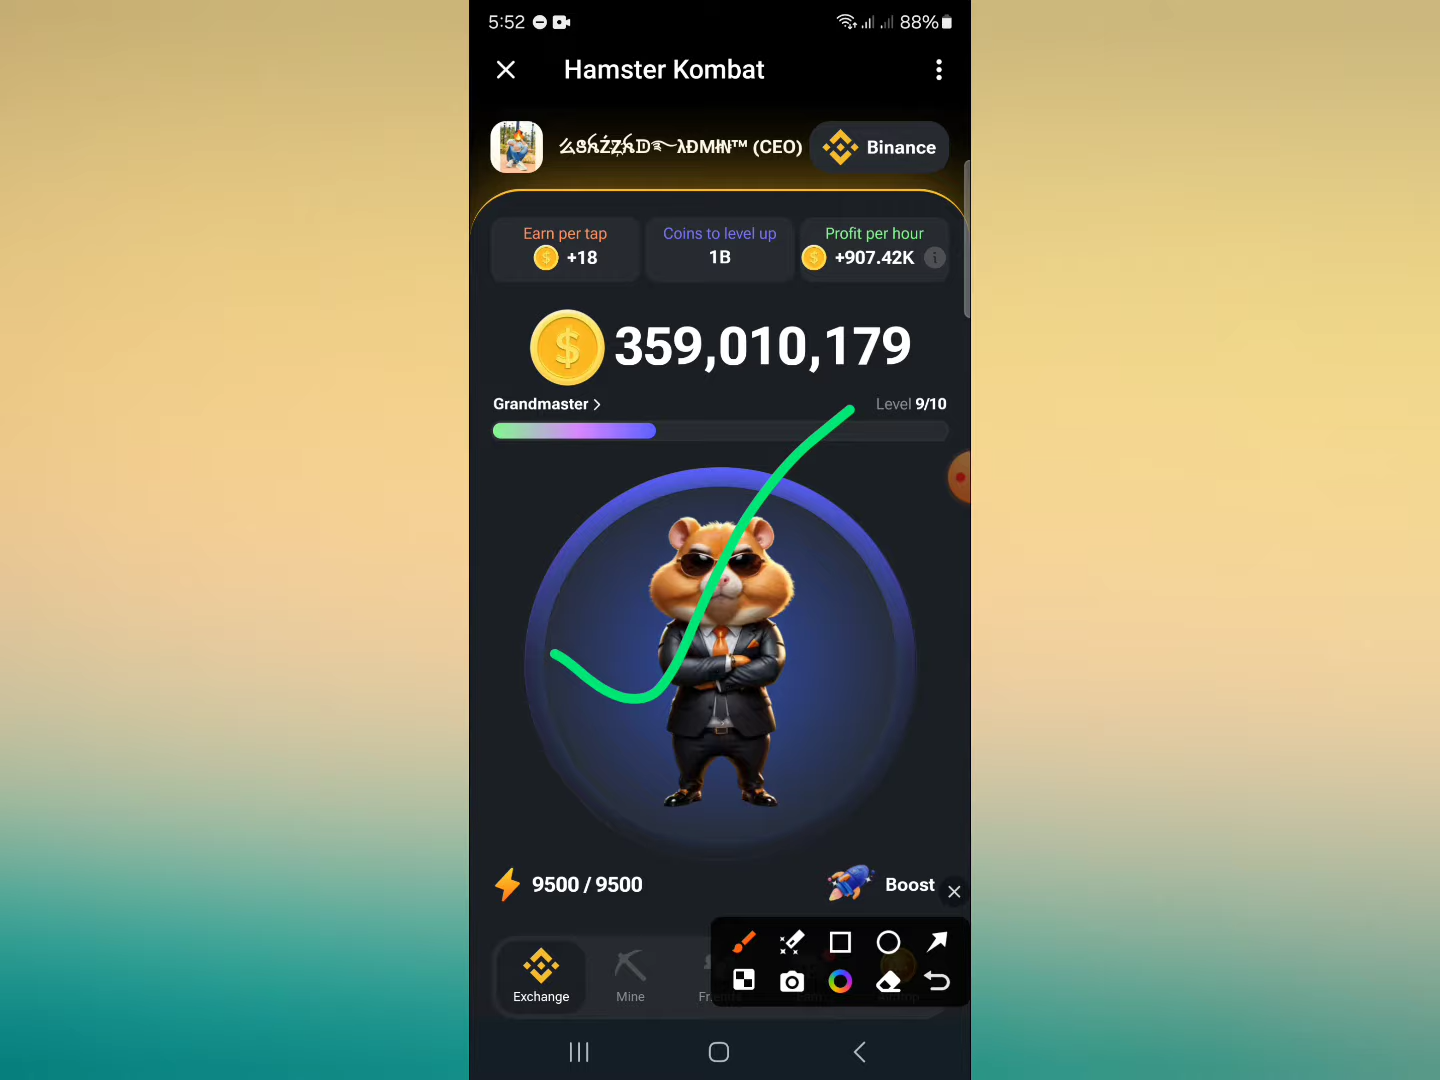 5:52 88%
Hamster Kombat
(CEO) Binance
Earn per tap
+18
Coins to level up
1B
Profit per hour
+907.42K
359,010,179
Grandmaster > Level 9/10
9500 / 9500 Boost
Exchange Mine